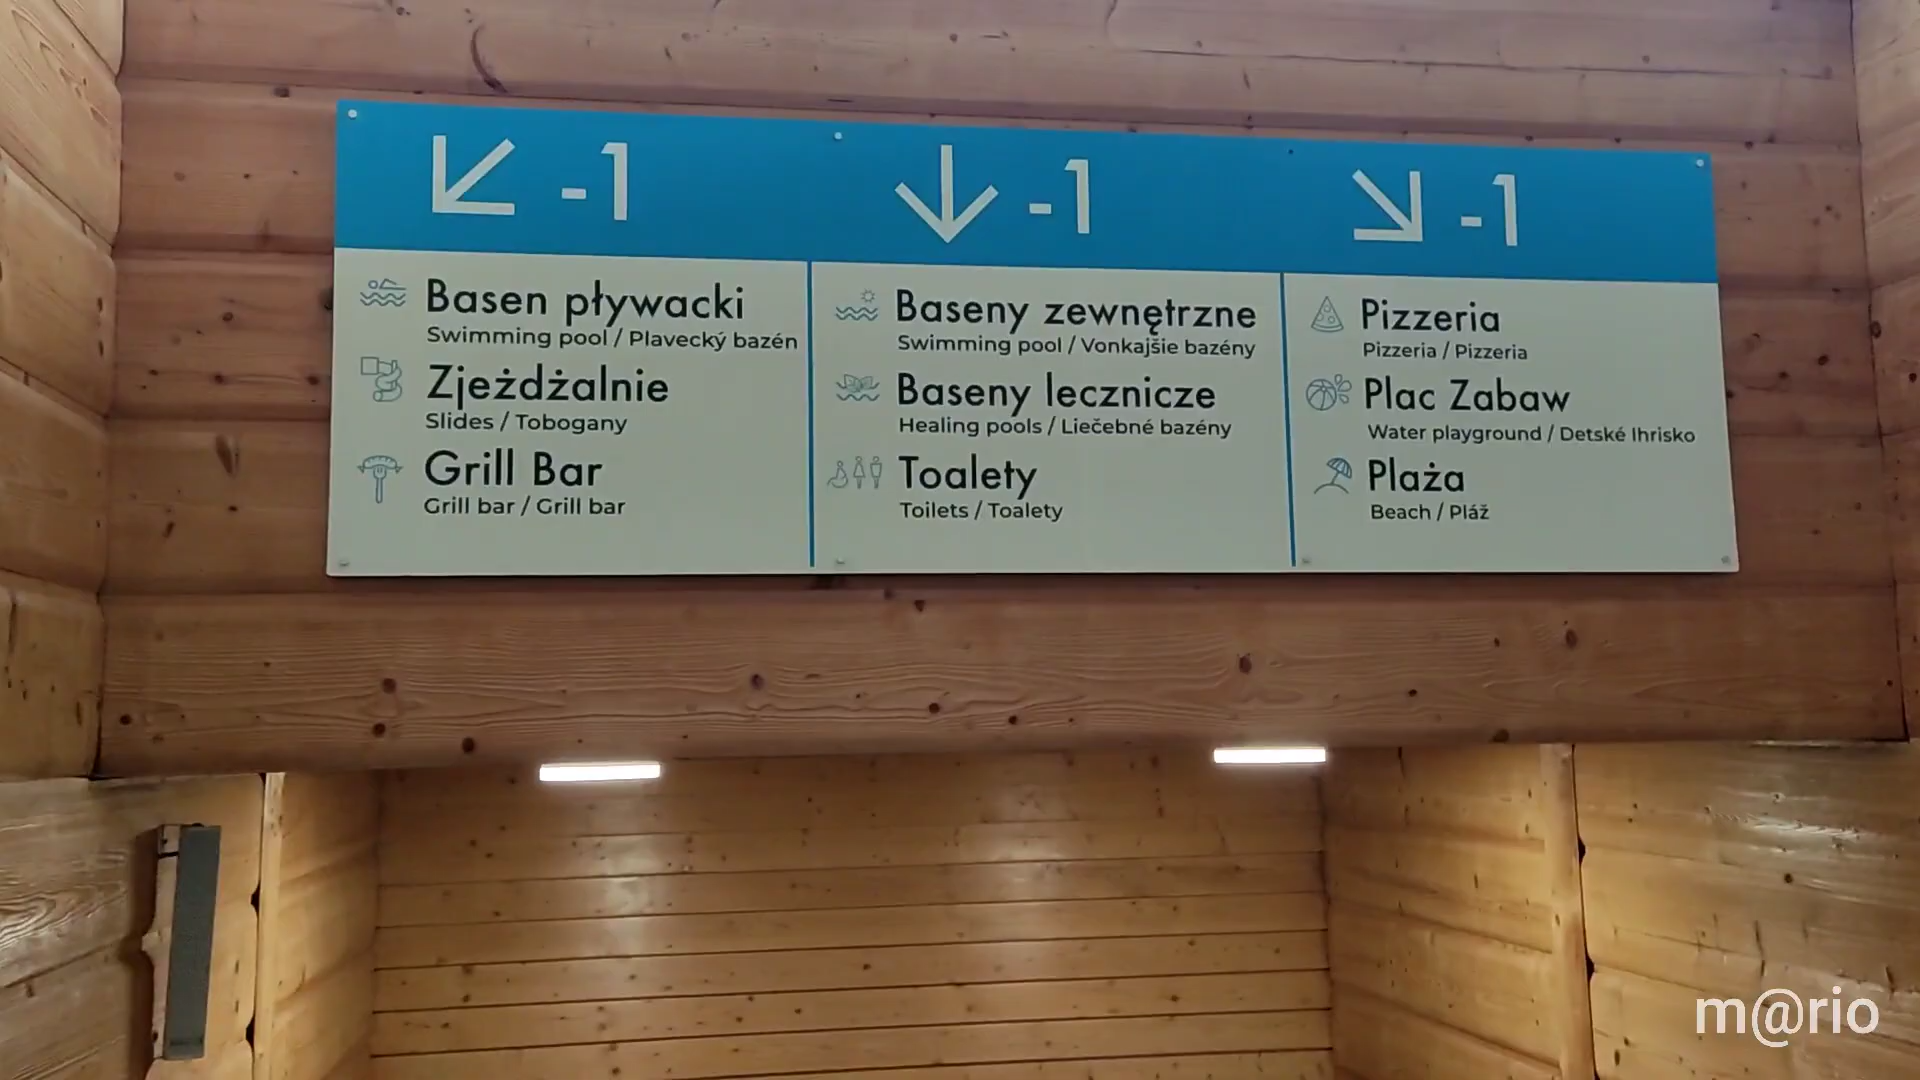 -1
Basen pływacki
Swimming pool / Plavecký bazén
Zjeżdżalnie
Slides / Tobogany
Grill Bar
Grill bar / Grill bar
-1
Baseny zewnętrzne
Swimming pool / Vonkajšie bazény
Baseny lecznicze
Healing pools / Liečebné bazény
Toalety
Toilets / Toalety
-1
Pizzeria
Pizzeria / Pizzeria
Plac Zabaw
Water playground / Detské Ihrisko
Plaża
Beach / Pláž
m@rio